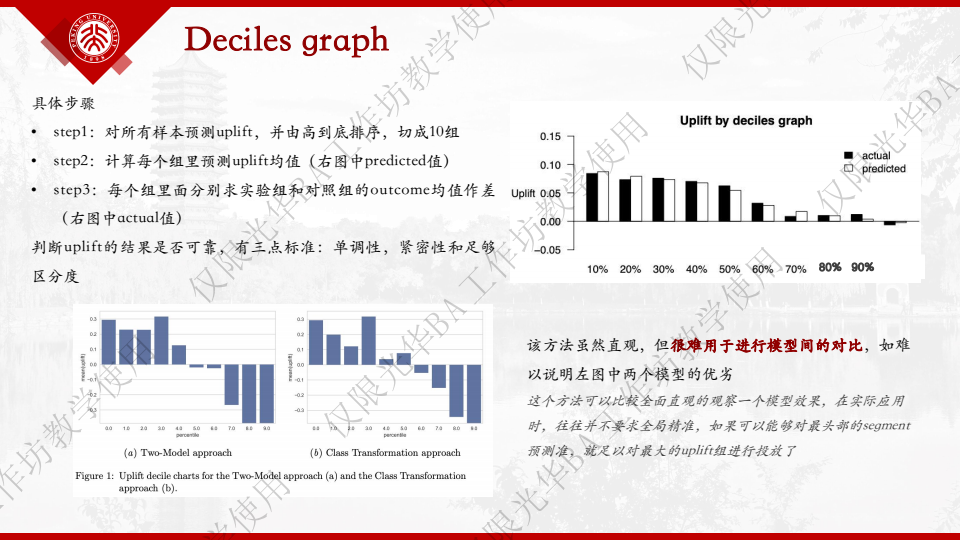 PEKING UNIVERSITY
1898
Deciles graph
具体步骤
• step1：对所有样本预测uplift，并由高到底排序，切成10组
• step2：计算每个组里预测uplift均值（右图中predicted值）
• step3：每个组里面分别求实验组和对照组的outcome均值作差
（右图中actual值）
判断uplift的结果是否可靠，有三点标准：单调性，紧密性和足够
区分度
Uplift by deciles graph
actual
predicted
Uplift
0.15
0.10
0.05
0.00
−0.05
10% 20% 30% 40% 50% 60% 70% 80% 90%
mean(uplift)
0.3
0.2
0.1
0.0
−0.1
−0.2
−0.3
0.0 1.0 2.0 3.0 4.0 5.0 6.0 7.0 8.0 9.0
percentile
(a) Two-Model approach
mean(uplift)
0.3
0.2
0.1
0.0
−0.1
−0.2
−0.3
0.0 1.0 2.0 3.0 4.0 5.0 6.0 7.0 8.0 9.0
percentile
(b) Class Transformation approach
Figure 1: Uplift decile charts for the Two-Model approach (a) and the Class Transformation
approach (b).
该方法虽然直观，但很难用于进行模型间的对比，如难
以说明左图中两个模型的优劣
这个方法可以比较全面直观的观察一个模型效果，在实际应用
时，往往并不要求全局精准，如果可以能够对最头部的segment
预测准，就足以对最大的uplift组进行投放了
仅限光华BA工作坊教学使用